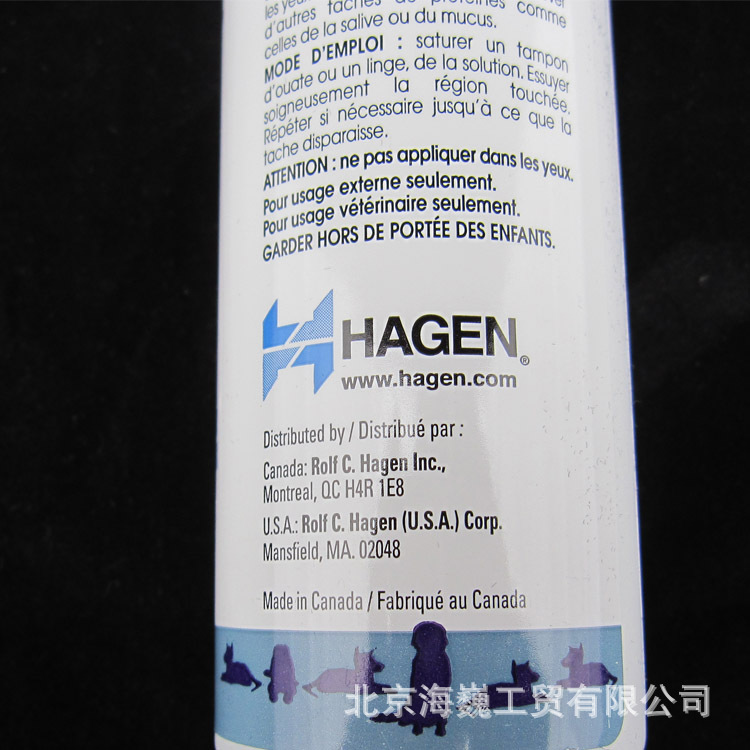 d'autres taches de protéines comme
celles de la salive ou du mucus.
MODE D'EMPLOI : saturer un tampon
d'ouate ou un linge, de la solution. Essuyer
soigneusement la région touchée.
Répéter si nécessaire jusqu'à ce que la
tache disparaisse.
ATTENTION : ne pas appliquer dans les yeux.
Pour usage externe seulement.
Pour usage vétérinaire seulement.
GARDER HORS DE PORTÉE DES ENFANTS.
HAGEN®
www.hagen.com
Distributed by / Distribué par :
Canada: Rolf C. Hagen Inc.,
Montreal, QC H4R 1E8
U.S.A.: Rolf C. Hagen (U.S.A.) Corp.
Mansfield, MA. 02048
Made in Canada / Fabriqué au Canada
北京海巍工贸有限公司